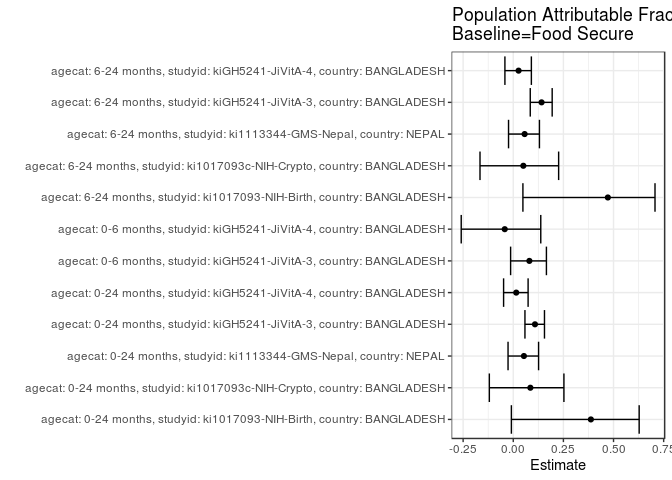 Population Attributable Frac
Baseline=Food Secure
agecat: 6-24 months, studyid: kiGH5241-JiVitA-4, country: BANGLADESH
agecat: 6-24 months, studyid: kiGH5241-JiVitA-3, country: BANGLADESH
agecat: 6-24 months, studyid: ki1113344-GMS-Nepal, country: NEPAL
agecat: 6-24 months, studyid: ki1017093c-NIH-Crypto, country: BANGLADESH
agecat: 6-24 months, studyid: ki1017093-NIH-Birth, country: BANGLADESH
agecat: 0-6 months, studyid: kiGH5241-JiVitA-4, country: BANGLADESH
agecat: 0-6 months, studyid: kiGH5241-JiVitA-3, country: BANGLADESH
agecat: 0-24 months, studyid: kiGH5241-JiVitA-4, country: BANGLADESH
agecat: 0-24 months, studyid: kiGH5241-JiVitA-3, country: BANGLADESH
agecat: 0-24 months, studyid: ki1113344-GMS-Nepal, country: NEPAL
agecat: 0-24 months, studyid: ki1017093c-NIH-Crypto, country: BANGLADESH
agecat: 0-24 months, studyid: ki1017093-NIH-Birth, country: BANGLADESH
-0.25 0.00 0.25 0.50 0.75
Estimate